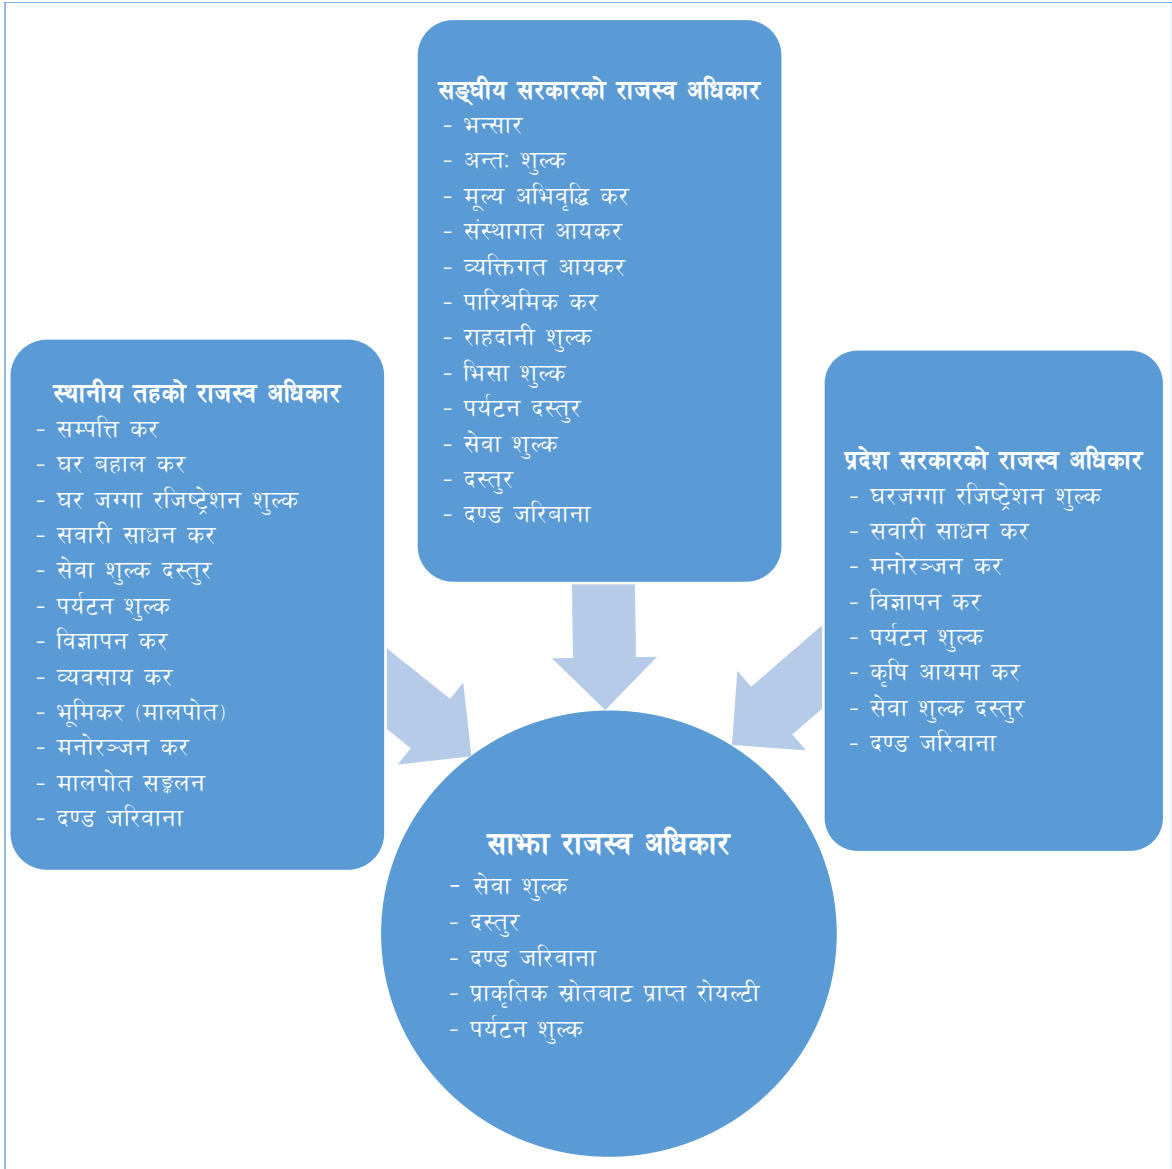 सङ्घीय सरकारको राजस्व अधिकार
- भन्सार
- अन्त: शुल्क
- मूल्य अभिवृद्धि कर
- संस्थागत आयकर
- व्यक्तिगत आयकर
- पारिश्रमिक कर
- राहदानी शुल्क
- भिसा शुल्क
- पर्यटन दस्तुर
- सेवा शुल्क
- दस्तुर
- दण्ड जरिबाना
स्थानीय तहको राजस्व अधिकार
- सम्पत्ति कर
- घर बहाल कर
- घर जग्गा रजिष्ट्रेशन शुल्क
- सवारी साधन कर
- सेवा शुल्क दस्तुर
- पर्यटन शुल्क
- विज्ञापन कर
- व्यवसाय कर
- भूमिकर (मालपोत)
- मनोरञ्जन कर
- मालपोत सङ्कलन
- दण्ड जरिवाना
प्रदेश सरकारको राजस्व अधिकार
- घरजग्गा रजिष्ट्रेशन शुल्क
- सवारी साधन कर
- मनोरञ्जन कर
- विज्ञापन कर
- पर्यटन शुल्क
- कृषि आयमा कर
- सेवा शुल्क दस्तुर
- दण्ड जरिवाना
साझा राजस्व अधिकार
- सेवा शुल्क
- दस्तुर
- दण्ड जरिवाना
- प्राकृतिक स्रोतबाट प्राप्त रोयल्टी
- पर्यटन शुल्क